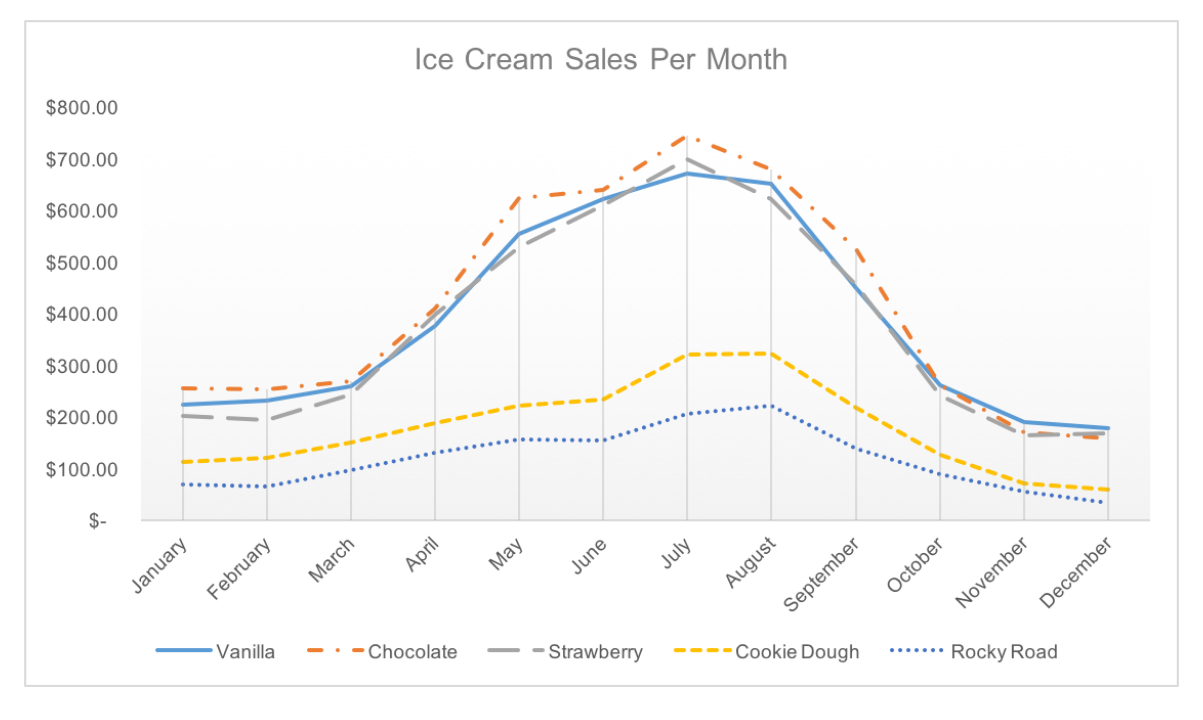 Ice Cream Sales Per Month
$800.00
$700.00
$600.00
$500.00
$400.00
$300.00
$200.00
$100.00
$-
January
February
March
April
May
June
July
August
September
October
November
December
Vanilla
Chocolate
Strawberry
Cookie Dough
Rocky Road